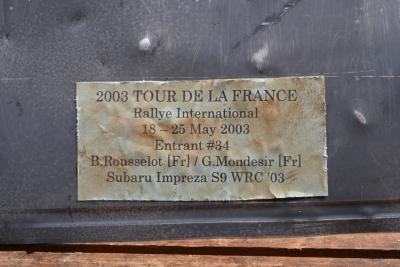 2003 TOUR DE LA FRANCE
Rallye International
18 – 25 May 2003
Entrant #34
B.Rousselot [Fr] / G.Mondesir [Fr]
Subaru Impreza S9 WRC '03